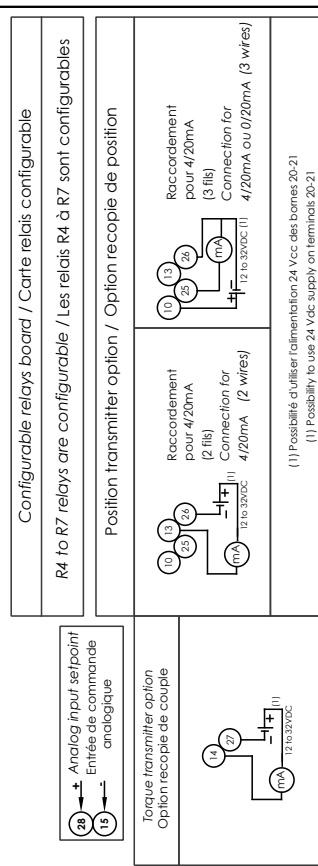 Configurable relays board / Carte relais configurable
R4 to R7 relays are configurable / Les relais R4 à R7 sont configurables
28 + Analog input setpoint
15 - Entrée de commande
analogique
Position transmitter option / Option recopie de position
Torque transmitter option
Option recopie de couple
14
27
- +
(1)
mA
12 to 32VDC
10
13
25
26
- +
(1)
mA
12 to 32VDC
Raccordement
pour 4/20mA
(2 fils)
Connection for
4/20mA (2 wires)
10
13
25
26
+ -
mA
12 to 32VDC (1)
Raccordement
pour 4/20mA
(3 fils)
Connection for
4/20mA ou 0/20mA (3 wires)
(1) Possibilité d'utiliser l'alimentation 24 Vcc des bornes 20-21
(1) Possibility to use 24 Vdc supply on terminals 20-21